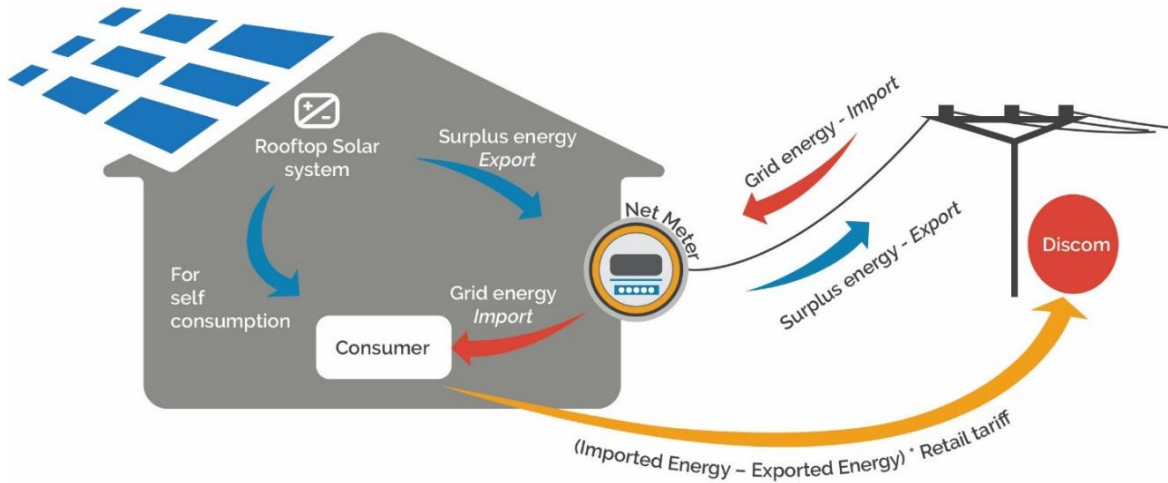 Rooftop Solar
system
Surplus energy
Export
For
self
consumption
Grid energy
Import
Consumer
Net Meter
Grid energy - Import
Surplus energy - Export
Discom
(Imported Energy – Exported Energy) * Retail tariff